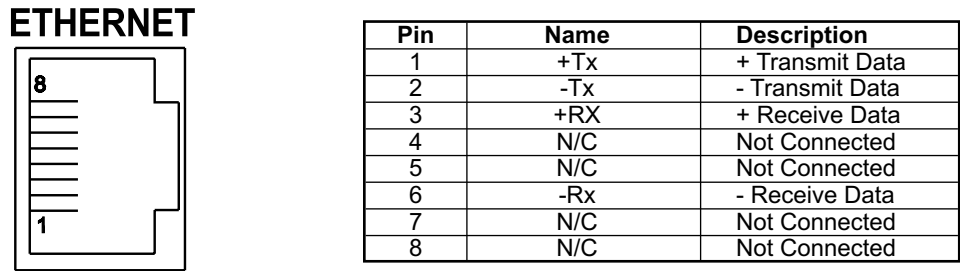 ETHERNET
8
1
Pin Name Description
1 +Tx + Transmit Data
2 -Tx - Transmit Data
3 +RX + Receive Data
4 N/C Not Connected
5 N/C Not Connected
6 -Rx - Receive Data
7 N/C Not Connected
8 N/C Not Connected